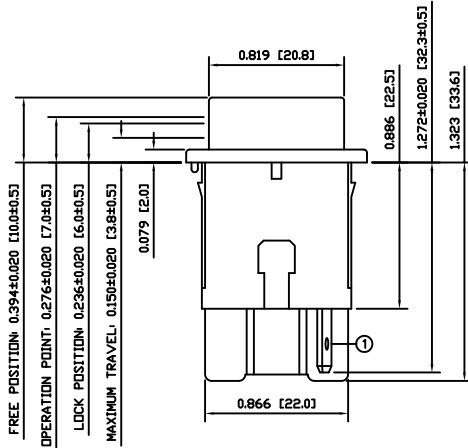 0.819 [20.8]
0.886 [22.5]
1.272±0.020 [32.3±0.5]
1.323 [33.6]
FREE POSITION: 0.394±0.020 [10.0±0.5]
OPERATION POINT: 0.276±0.020 [7.0±0.5]
LOCK POSITION: 0.236±0.020 [6.0±0.5]
MAXIMUM TRAVEL: 0.150±0.020 [3.8±0.5]
0.079 [2.0]
1
0.866 [22.0]